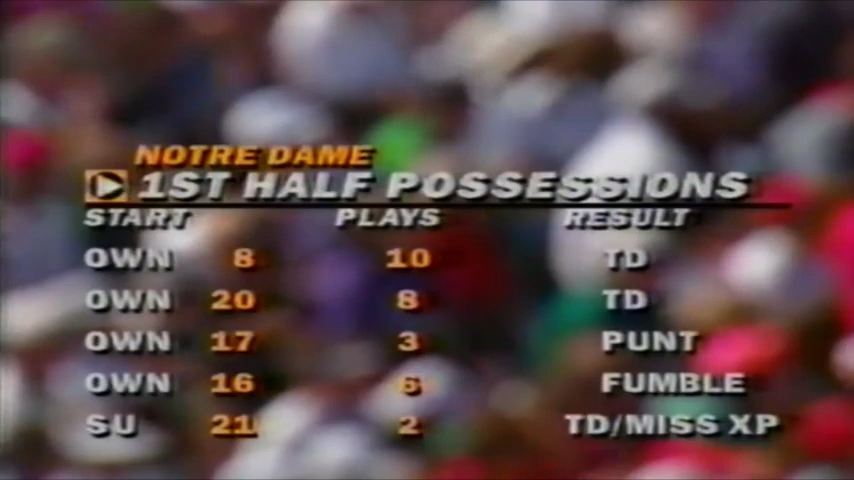 NOTRE DAME
1ST HALF POSSESSIONS
START PLAYS RESULT
OWN 8 10 TD
OWN 20 8 TD
OWN 17 3 PUNT
OWN 16 6 FUMBLE
SU 21 2 TD/MISS XP